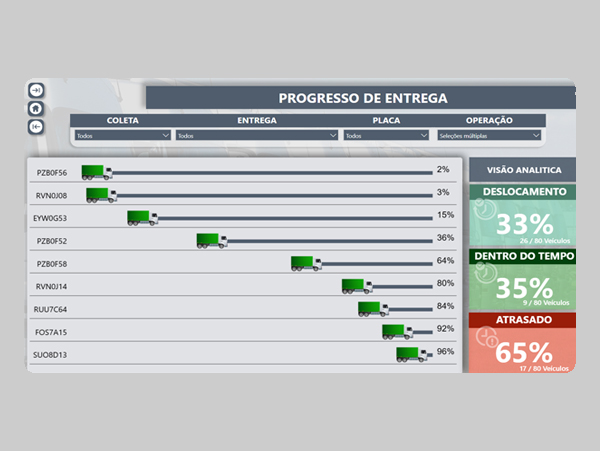 PROGRESSO DE ENTREGA
COLETA ENTREGA PLACA OPERAÇÃO
Todos Todos Todos Seleções múltiplas
PZB0F56 2%
RVN0J08 3%
EYW0G53 15%
PZB0F52 36%
PZB0F58 64%
RVN0J14 80%
RUU7C64 84%
FOS7A15 92%
SUO8D13 96%
VISÃO ANALITICA
DESLOCAMENTO
33%
26 / 80 Veículos
DENTRO DO TEMPO
35%
9 / 80 Veículos
ATRASADO
65%
17 / 80 Veículos